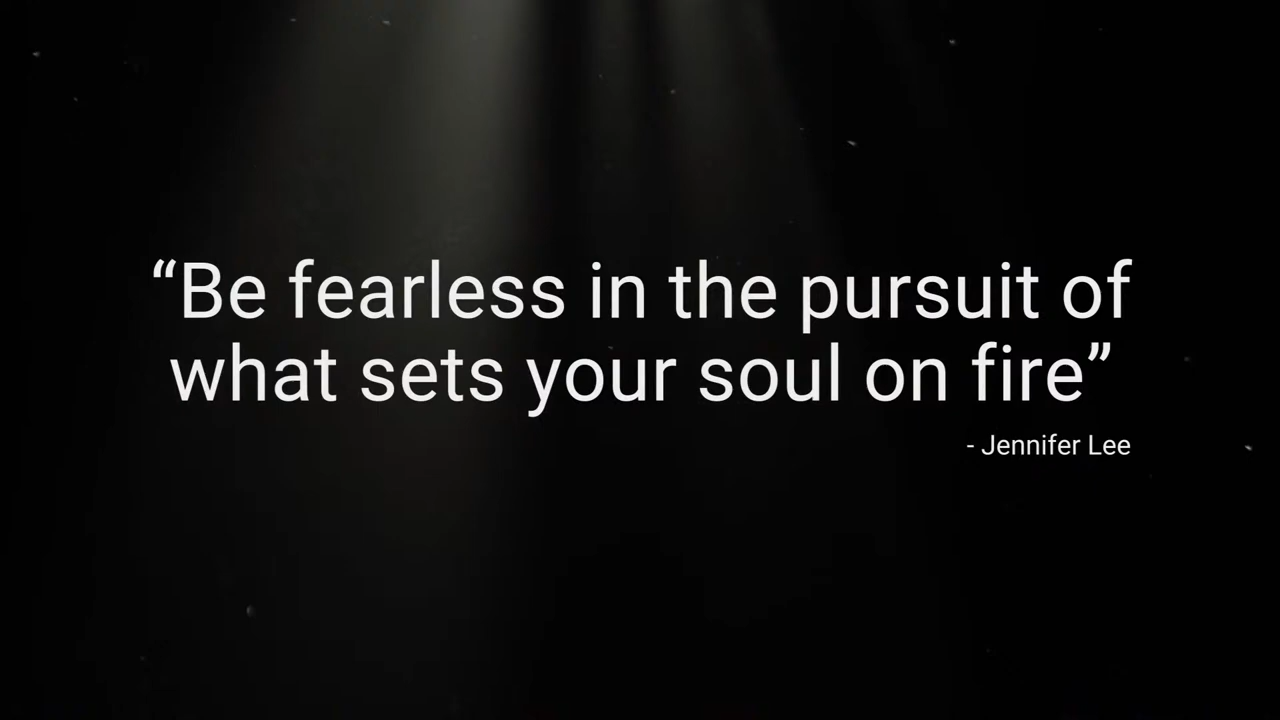 “Be fearless in the pursuit of
what sets your soul on fire”
- Jennifer Lee